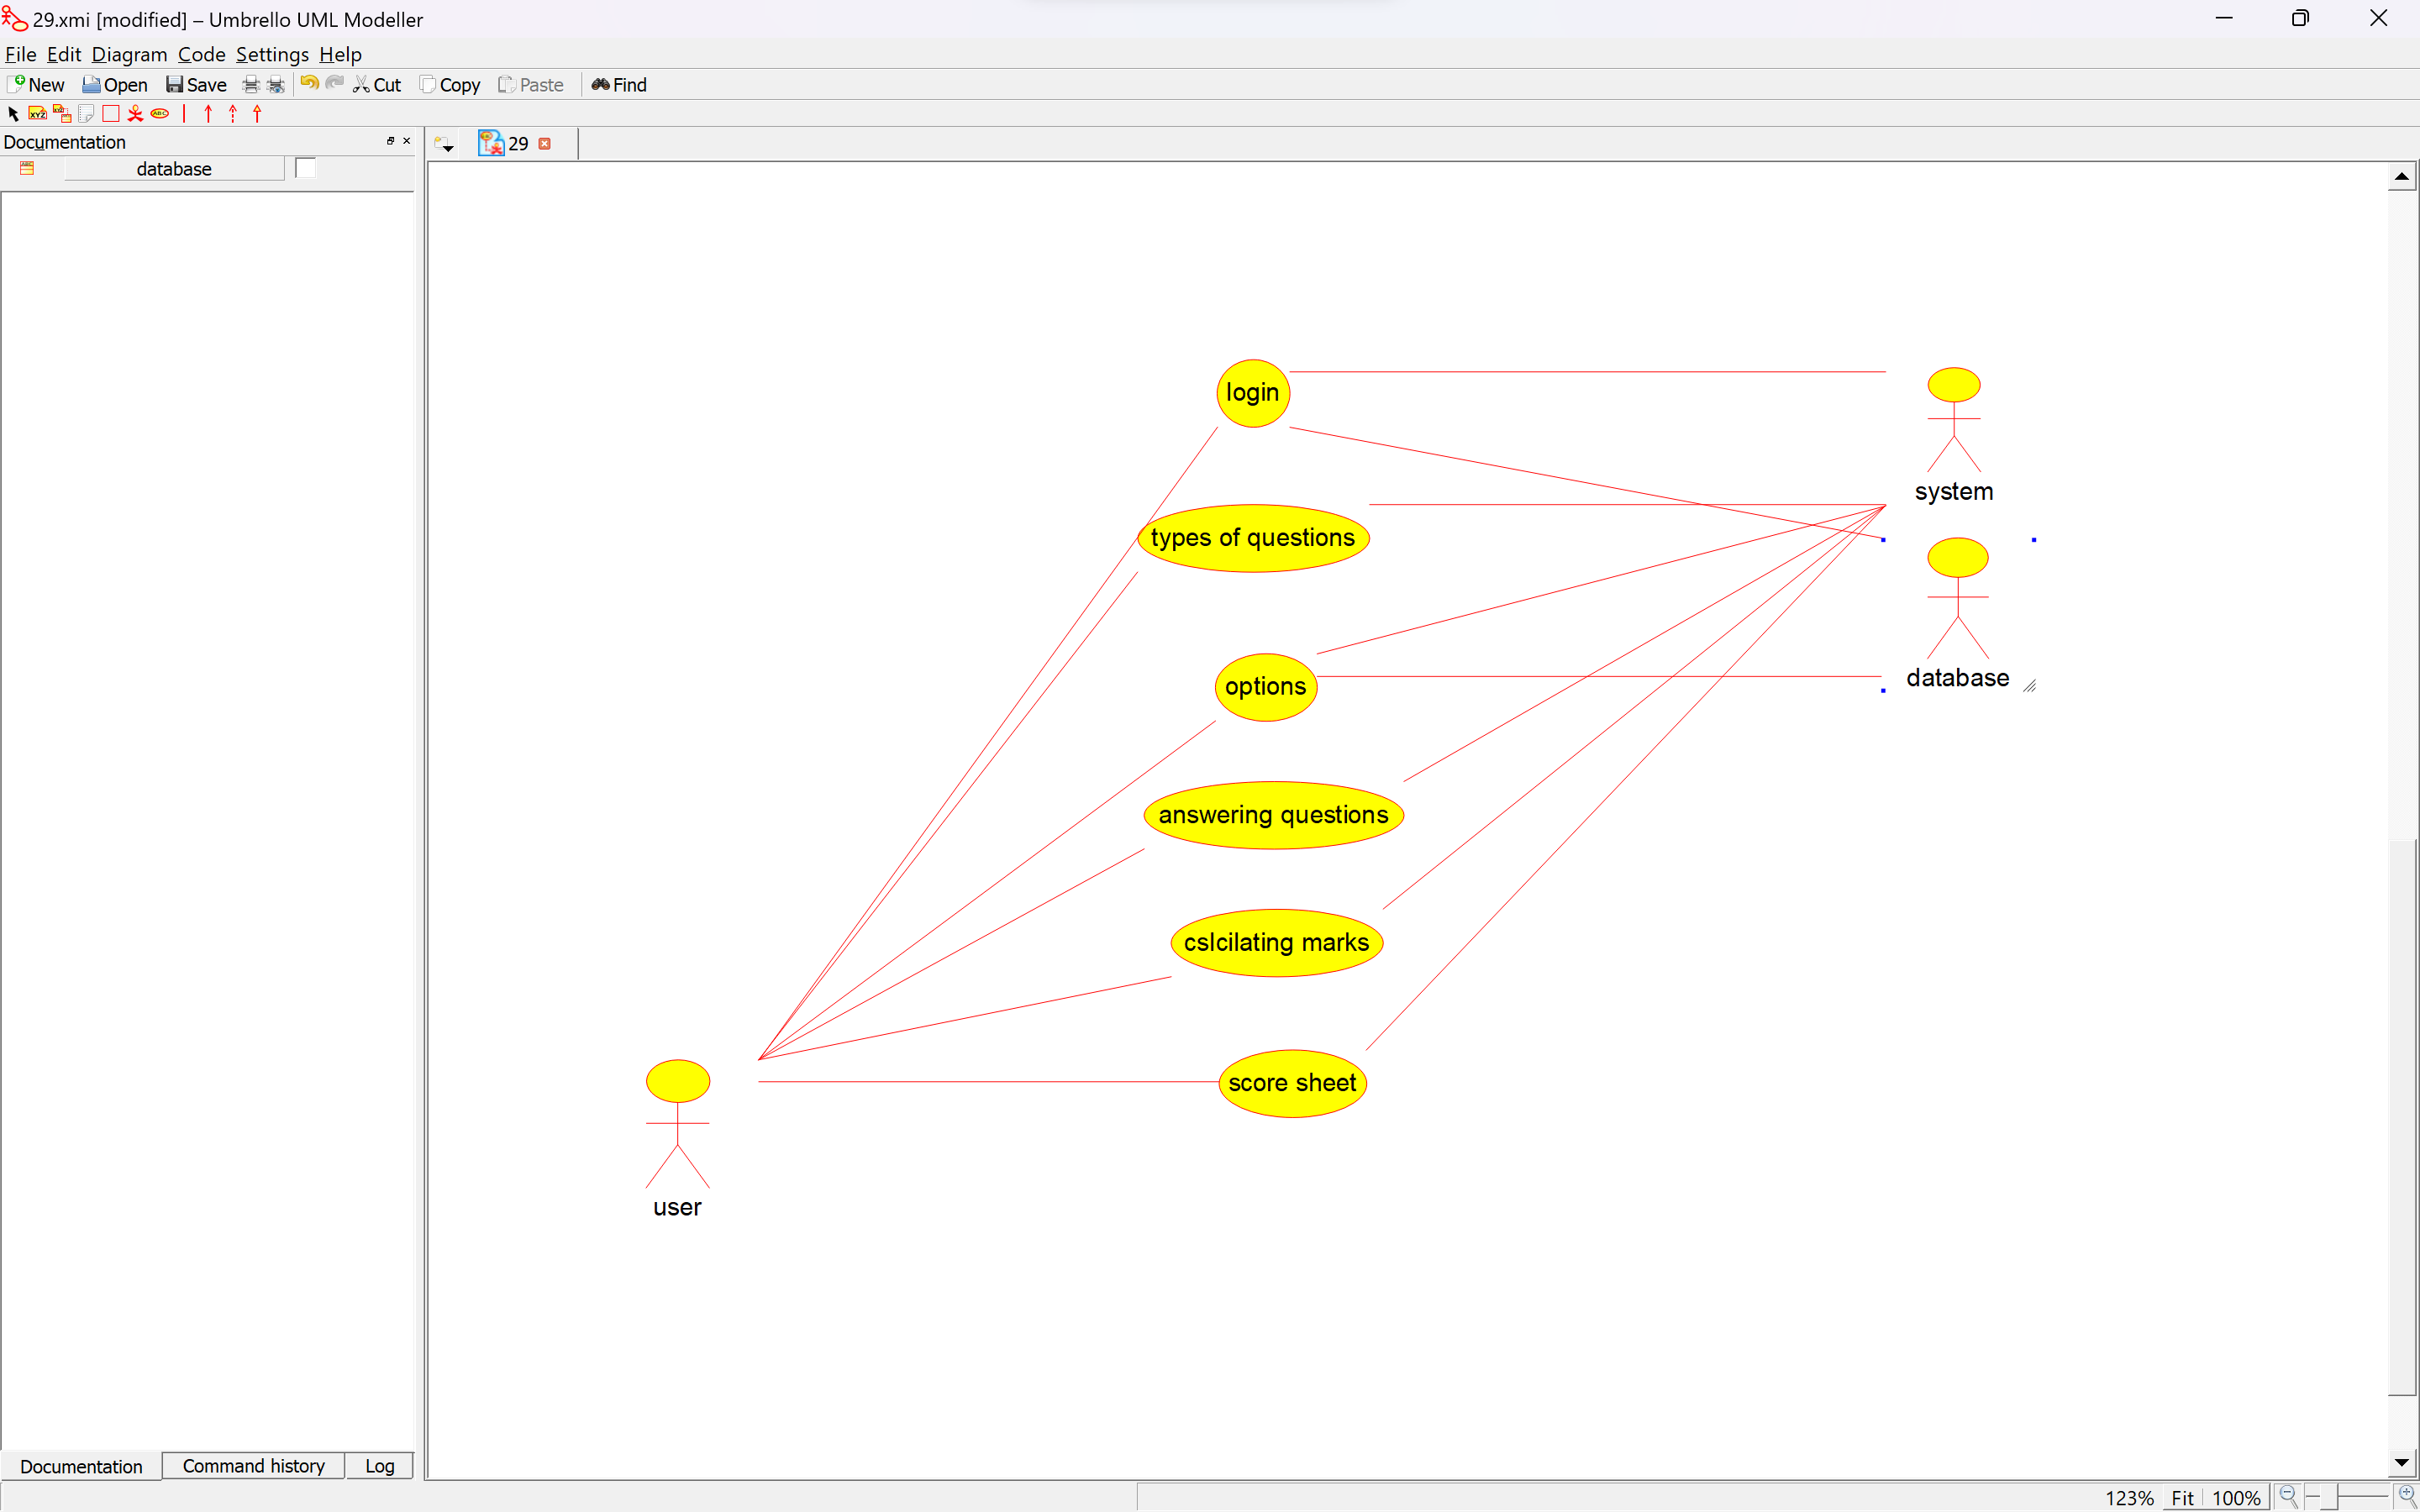 29.xmi [modified] – Umbrello UML Modeller
File Edit Diagram Code Settings Help
New Open Save Cut Copy Paste Find
XYZ ABC
Documentation
database
29
login
system
types of questions
database
options
answering questions
cslcilating marks
score sheet
user
Documentation Command history Log
123% Fit 100%